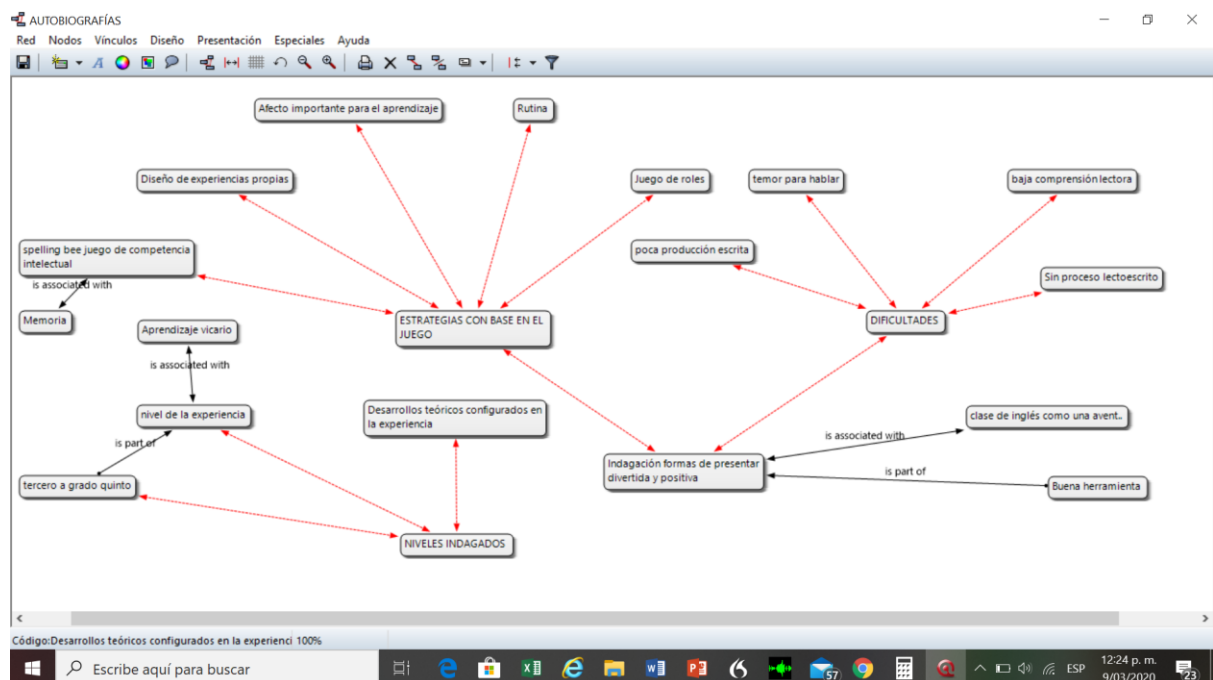 AUTOBIOGRAFÍAS
Red Nodos Vínculos Diseño Presentación Especiales Ayuda
Afecto importante para el aprendizaje
Rutina
Diseño de experiencias propias
Juego de roles
temor para hablar
baja comprensión lectora
spelling bee juego de competencia
intelectual
poca producción escrita
Sin proceso lectoescrito
is associated with
Memoria
Aprendizaje vicario
ESTRATEGIAS CON BASE EN EL
JUEGO
DIFICULTADES
is associated with
nivel de la experiencia
Desarrollos teóricos configurados en
la experiencia
clase de inglés como una avent..
is associated with
is part of
Indagación formas de presentar
divertida y positiva
is part of
tercero a grado quinto
Buena herramienta
NIVELES INDAGADOS
Código:Desarrollos teóricos configurados en la experienci 100%
Escribe aquí para buscar
57
ESP
12:24 p. m.
9/03/2020
23